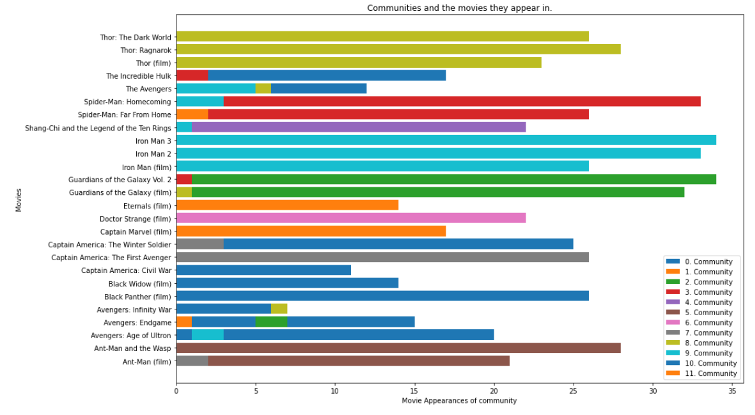 Communities and the movies they appear in.
Thor: The Dark World
Thor: Ragnarok
Thor (film)
The Incredible Hulk
The Avengers
Spider-Man: Homecoming
Spider-Man: Far From Home
Shang-Chi and the Legend of the Ten Rings
Iron Man 3
Iron Man 2
Iron Man (film)
Guardians of the Galaxy Vol. 2
Guardians of the Galaxy (film)
Eternals (film)
Doctor Strange (film)
Captain Marvel (film)
Captain America: The Winter Soldier
Captain America: The First Avenger
Captain America: Civil War
Black Widow (film)
Black Panther (film)
Avengers: Infinity War
Avengers: Endgame
Avengers: Age of Ultron
Ant-Man and the Wasp
Ant-Man (film)
Movies
0. Community
1. Community
2. Community
3. Community
4. Community
5. Community
6. Community
7. Community
8. Community
9. Community
10. Community
11. Community
0 5 10 15 20 25 30 35
Movie Appearances of community